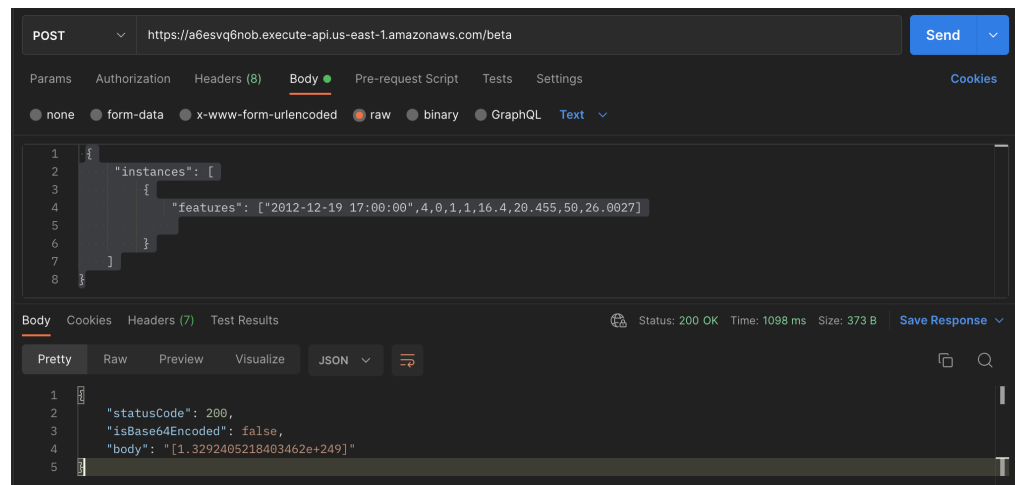 POST https://a6esvq6nob.execute-api.us-east-1.amazonaws.com/beta Send
Params Authorization Headers (8) Body Pre-request Script Tests Settings Cookies
none form-data x-www-form-urlencoded raw binary GraphQL Text
1 {
2 "instances": [
3 {
4 "features": ["2012-12-19 17:00:00",4,0,1,1,16.4,20.455,50,26.0027]
5
6 }
7 ]
8 }
Body Cookies Headers (7) Test Results Status: 200 OK Time: 1098 ms Size: 373 B Save Response
Pretty Raw Preview Visualize JSON
1 {
2 "statusCode": 200,
3 "isBase64Encoded": false,
4 "body": "[1.3292405218403462e+249]"
5 }